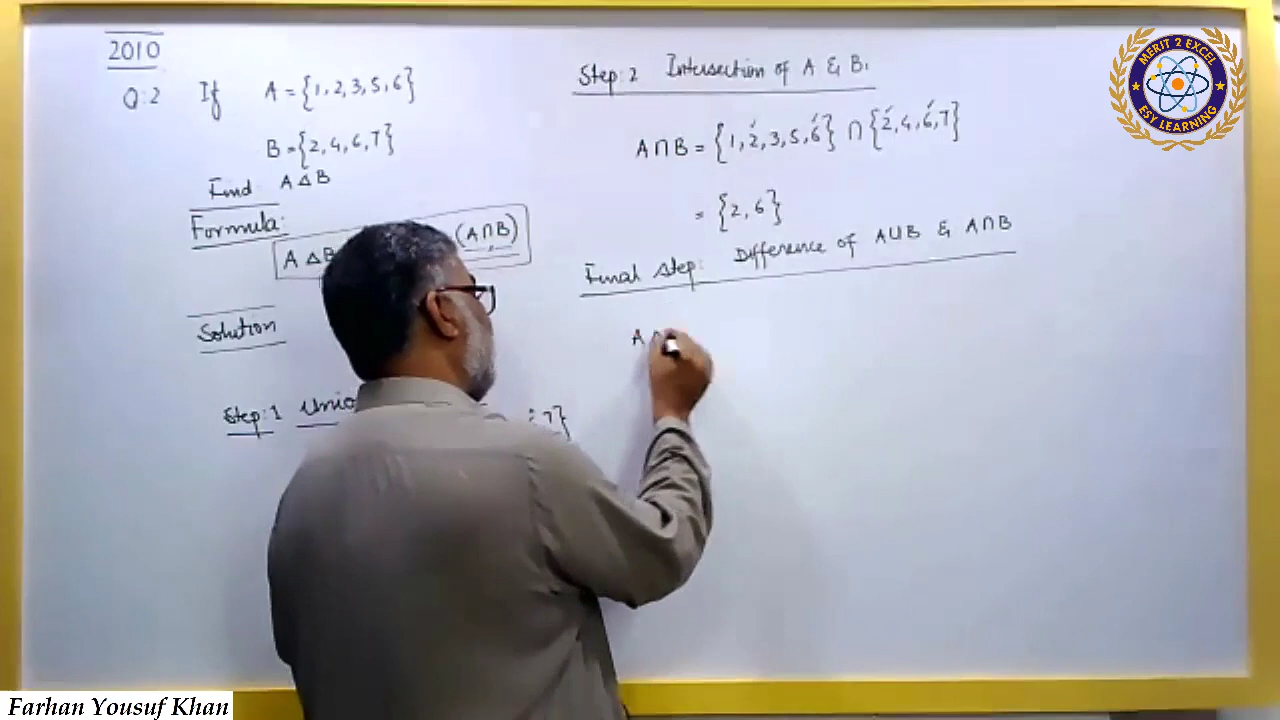 2010
Q:2 If A = {1, 2, 3, 5, 6}
B = {2, 4, 6, 7}
Find A Δ B
Formula:
A Δ B (A∩B)
Solution
Step:1 7}
Step:2 Intersection of A & B,
A∩B = {1, 2, 3, 5, 6} ∩ {2, 4, 6, 7}
= {2, 6}
Final Step: Difference of A∪B & A∩B
A
MERIT 2 EXCEL
ESY LEARNING
Farhan Yousuf Khan